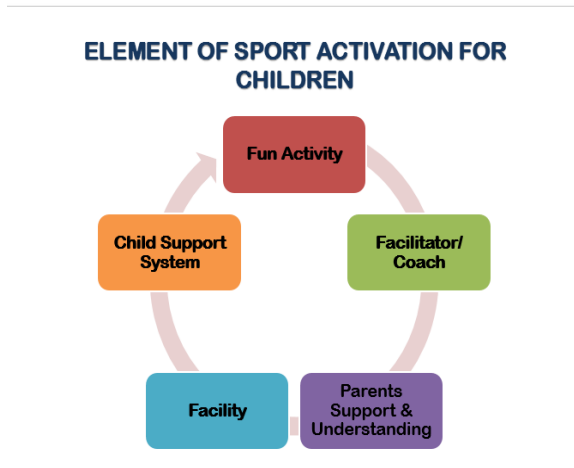 ELEMENT OF SPORT ACTIVATION FOR
CHILDREN
Fun Activity
Facilitator/
Coach
Parents
Support &
Understanding
Facility
Child Support
System